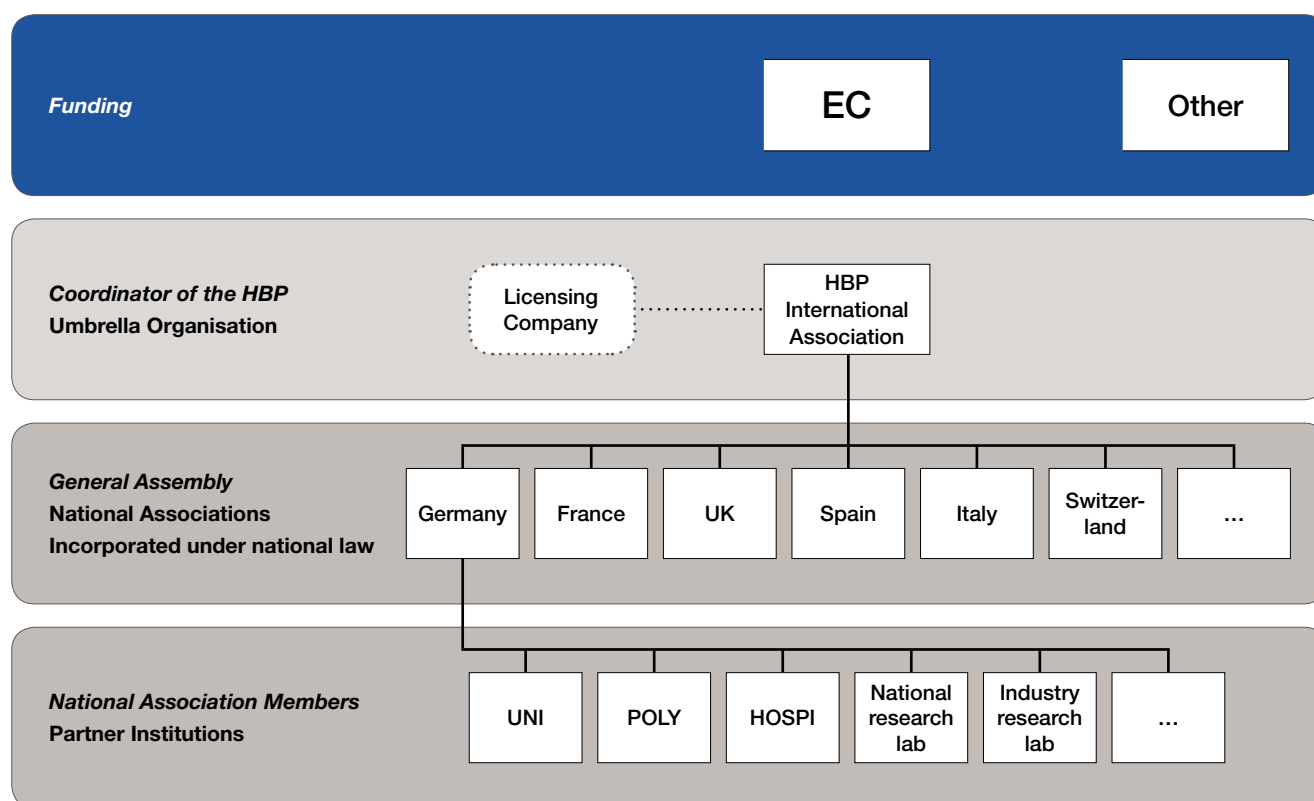 Funding
EC
Other
Coordinator of the HBP
Umbrella Organisation
Licensing
Company
HBP
International
Association
General Assembly
National Associations
Incorporated under national law
Germany
France
UK
Spain
Italy
Switzer-
land
...
National Association Members
Partner Institutions
UNI
POLY
HOSPI
National
research
lab
Industry
research
lab
...